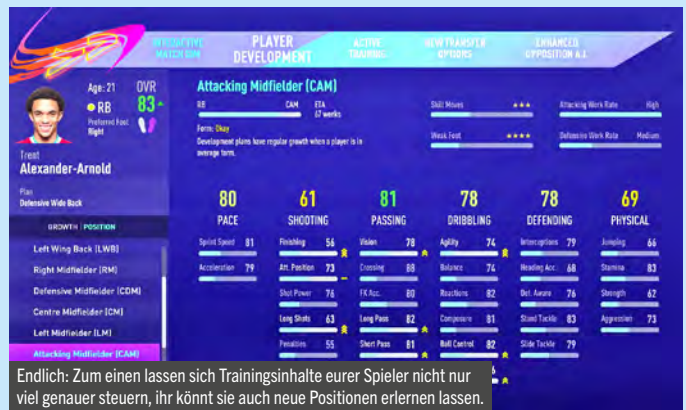 INTERACTIVE MATCH SIM
PLAYER DEVELOPMENT
ACTIVE TRAINING
NEW TRANSFER OPTIONS
ENHANCED OPPOSITION A.I.
Age: 21
OVR
RB
83
Preferred Foot
Right
Trent
Alexander-Arnold
Plan
Defensive Wide Back
GROWTH | POSITION
Left Wing Back (LWB)
Right Midfielder (RM)
Defensive Midfielder (CDM)
Centre Midfielder (CM)
Left Midfielder (LM)
Attacking Midfielder (CAM)
Attacking Midfielder (CAM)
RB CAM ETA
67 weeks
Form: Okay
Development plans have regular growth when a player is in
average form.
Skill Moves
Attacking Work Rate High
Weak Foot
Defensive Work Rate Medium
80 61 81 78 78 69
PACE SHOOTING PASSING DRIBBLING DEFENDING PHYSICAL
Sprint Speed 81 Finishing 56 Vision 78 Agility 74 Interceptions 79 Jumping 66
Acceleration 79 Att. Position 73 Crossing 88 Balance 74 Heading Acc. 68 Stamina 83
Shot Power 76 FK Acc. 80 Reactions 82 Def. Aware 76 Strength 62
Long Shots 63 Long Pass 82 Composure 81 Stand Tackle 83 Aggression 73
Penalties 55 Short Pass 81 Ball Control 82 Slide Tackle 79
Endlich: Zum einen lassen sich Trainingsinhalte eurer Spieler nicht nur
viel genauer steuern, ihr könnt sie auch neue Positionen erlernen lassen.